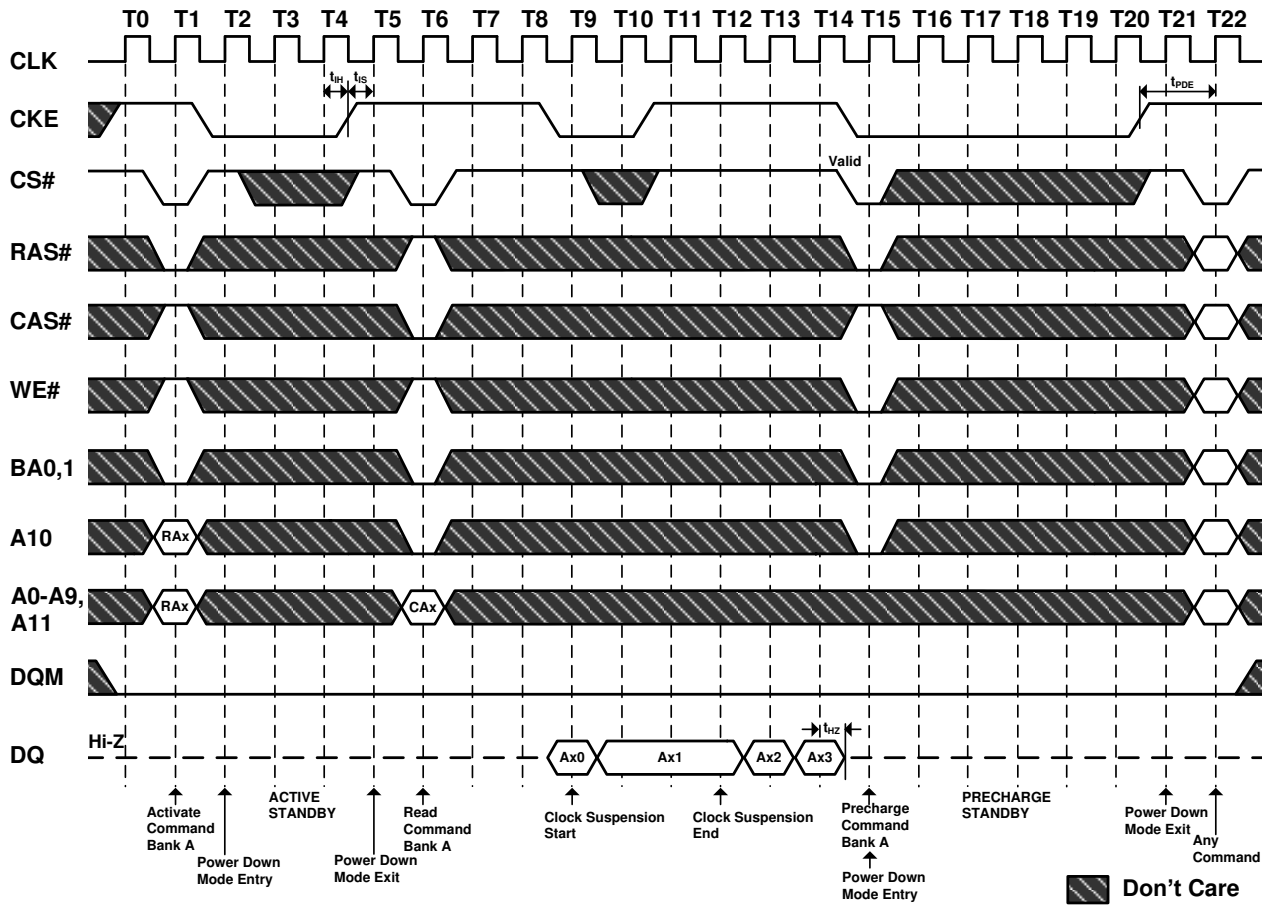 T0 T1 T2 T3 T4 T5 T6 T7 T8 T9 T10 T11 T12 T13 T14 T15 T16 T17 T18 T19 T20 T21 T22
CLK
tIH tIS
tPDE
CKE
Valid
CS#
RAS#
CAS#
WE#
BA0,1
A10
RAx
A0-A9,
A11
RAx
CAx
DQM
Hi-Z
DQ
Ax0
Ax1
Ax2
Ax3
tHZ
Activate
Command
Bank A
Power Down
Mode Entry
ACTIVE
STANDBY
Power Down
Mode Exit
Read
Command
Bank A
Clock Suspension
Start
Clock Suspension
End
Precharge
Command
Bank A
Power Down
Mode Entry
PRECHARGE
STANDBY
Power Down
Mode Exit
Any
Command
Don't Care